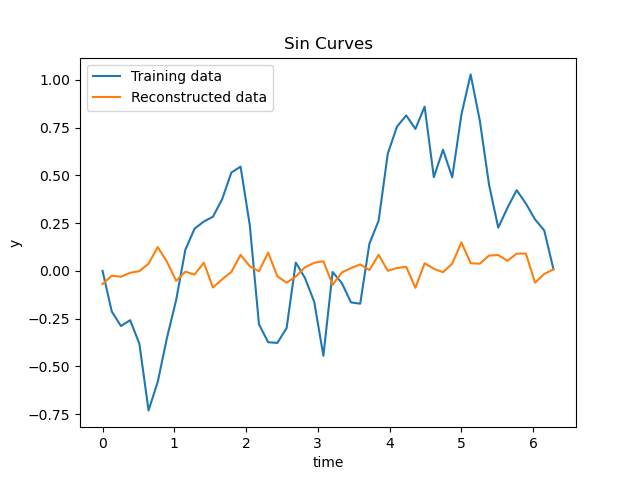 Sin Curves
Training data
Reconstructed data
1.00
0.75
0.50
0.25
0.00
−0.25
−0.50
−0.75
y
0 1 2 3 4 5 6
time